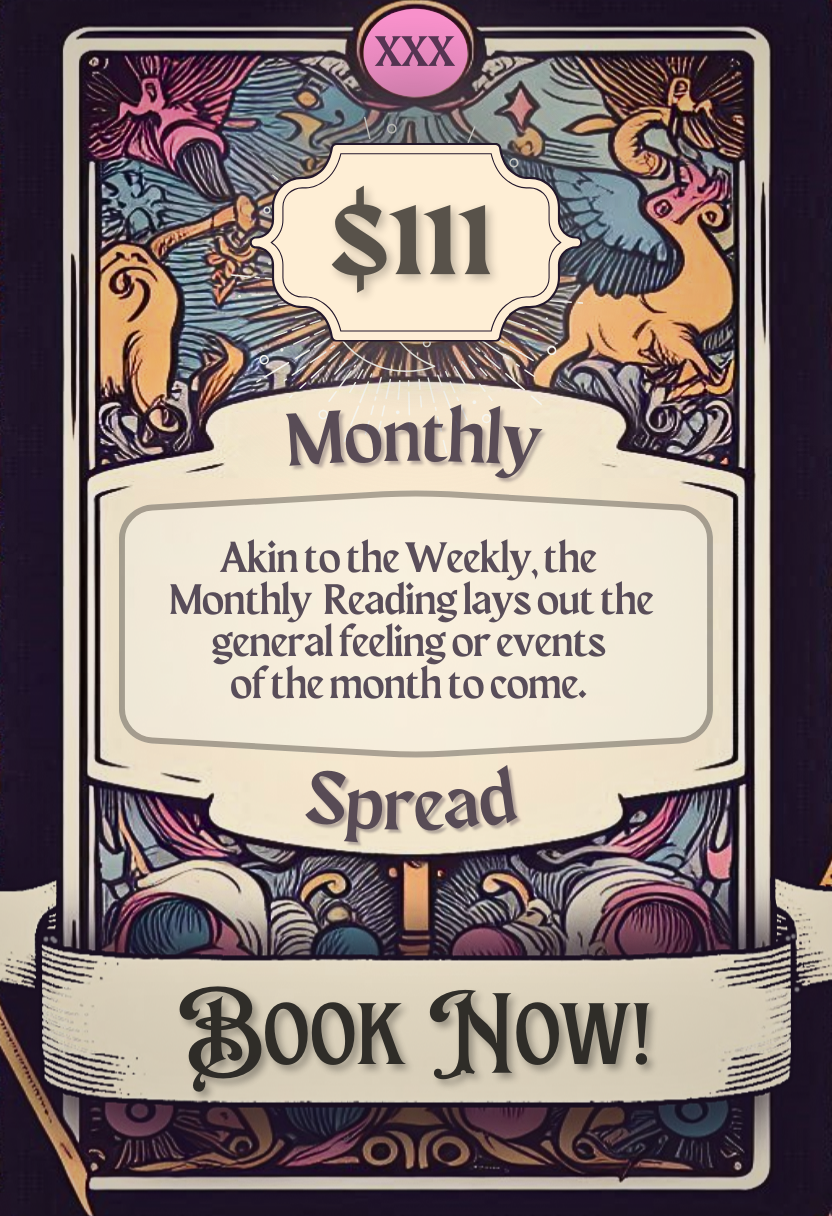 XXX
$111
Monthly
Akin to the Weekly, the
Monthly Reading lays out the
general feeling or events
of the month to come.
Spread
Book Now!